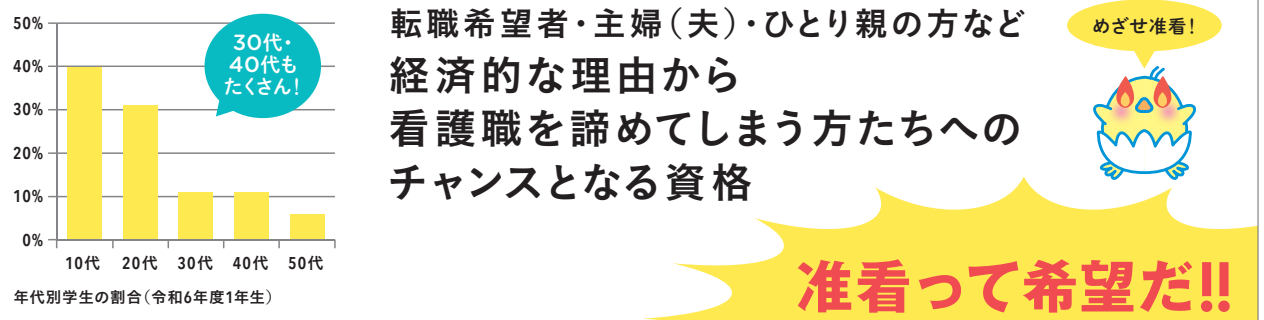 50%
40%
30%
20%
10%
0%
10代 20代 30代 40代 50代
30代・
40代も
たくさん!
年代別学生の割合(令和6年度1年生)
転職希望者・主婦(夫)・ひとり親の方など
経済的な理由から
看護職を諦めてしまう方たちへの
チャンスとなる資格
めざせ准看!
准看って希望だ!!